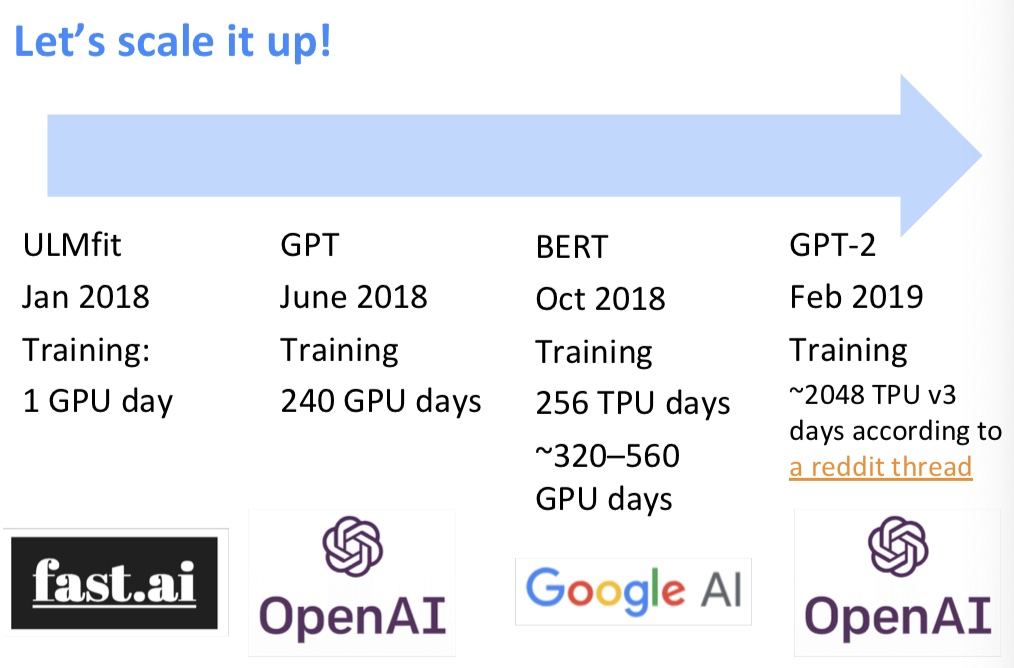 Let's scale it up!
ULMfit
Jan 2018
Training:
1 GPU day
fast.ai
GPT
June 2018
Training
240 GPU days
OpenAI
BERT
Oct 2018
Training
256 TPU days
~320–560
GPU days
Google AI
GPT-2
Feb 2019
Training
~2048 TPU v3
days according to
a reddit thread
OpenAI